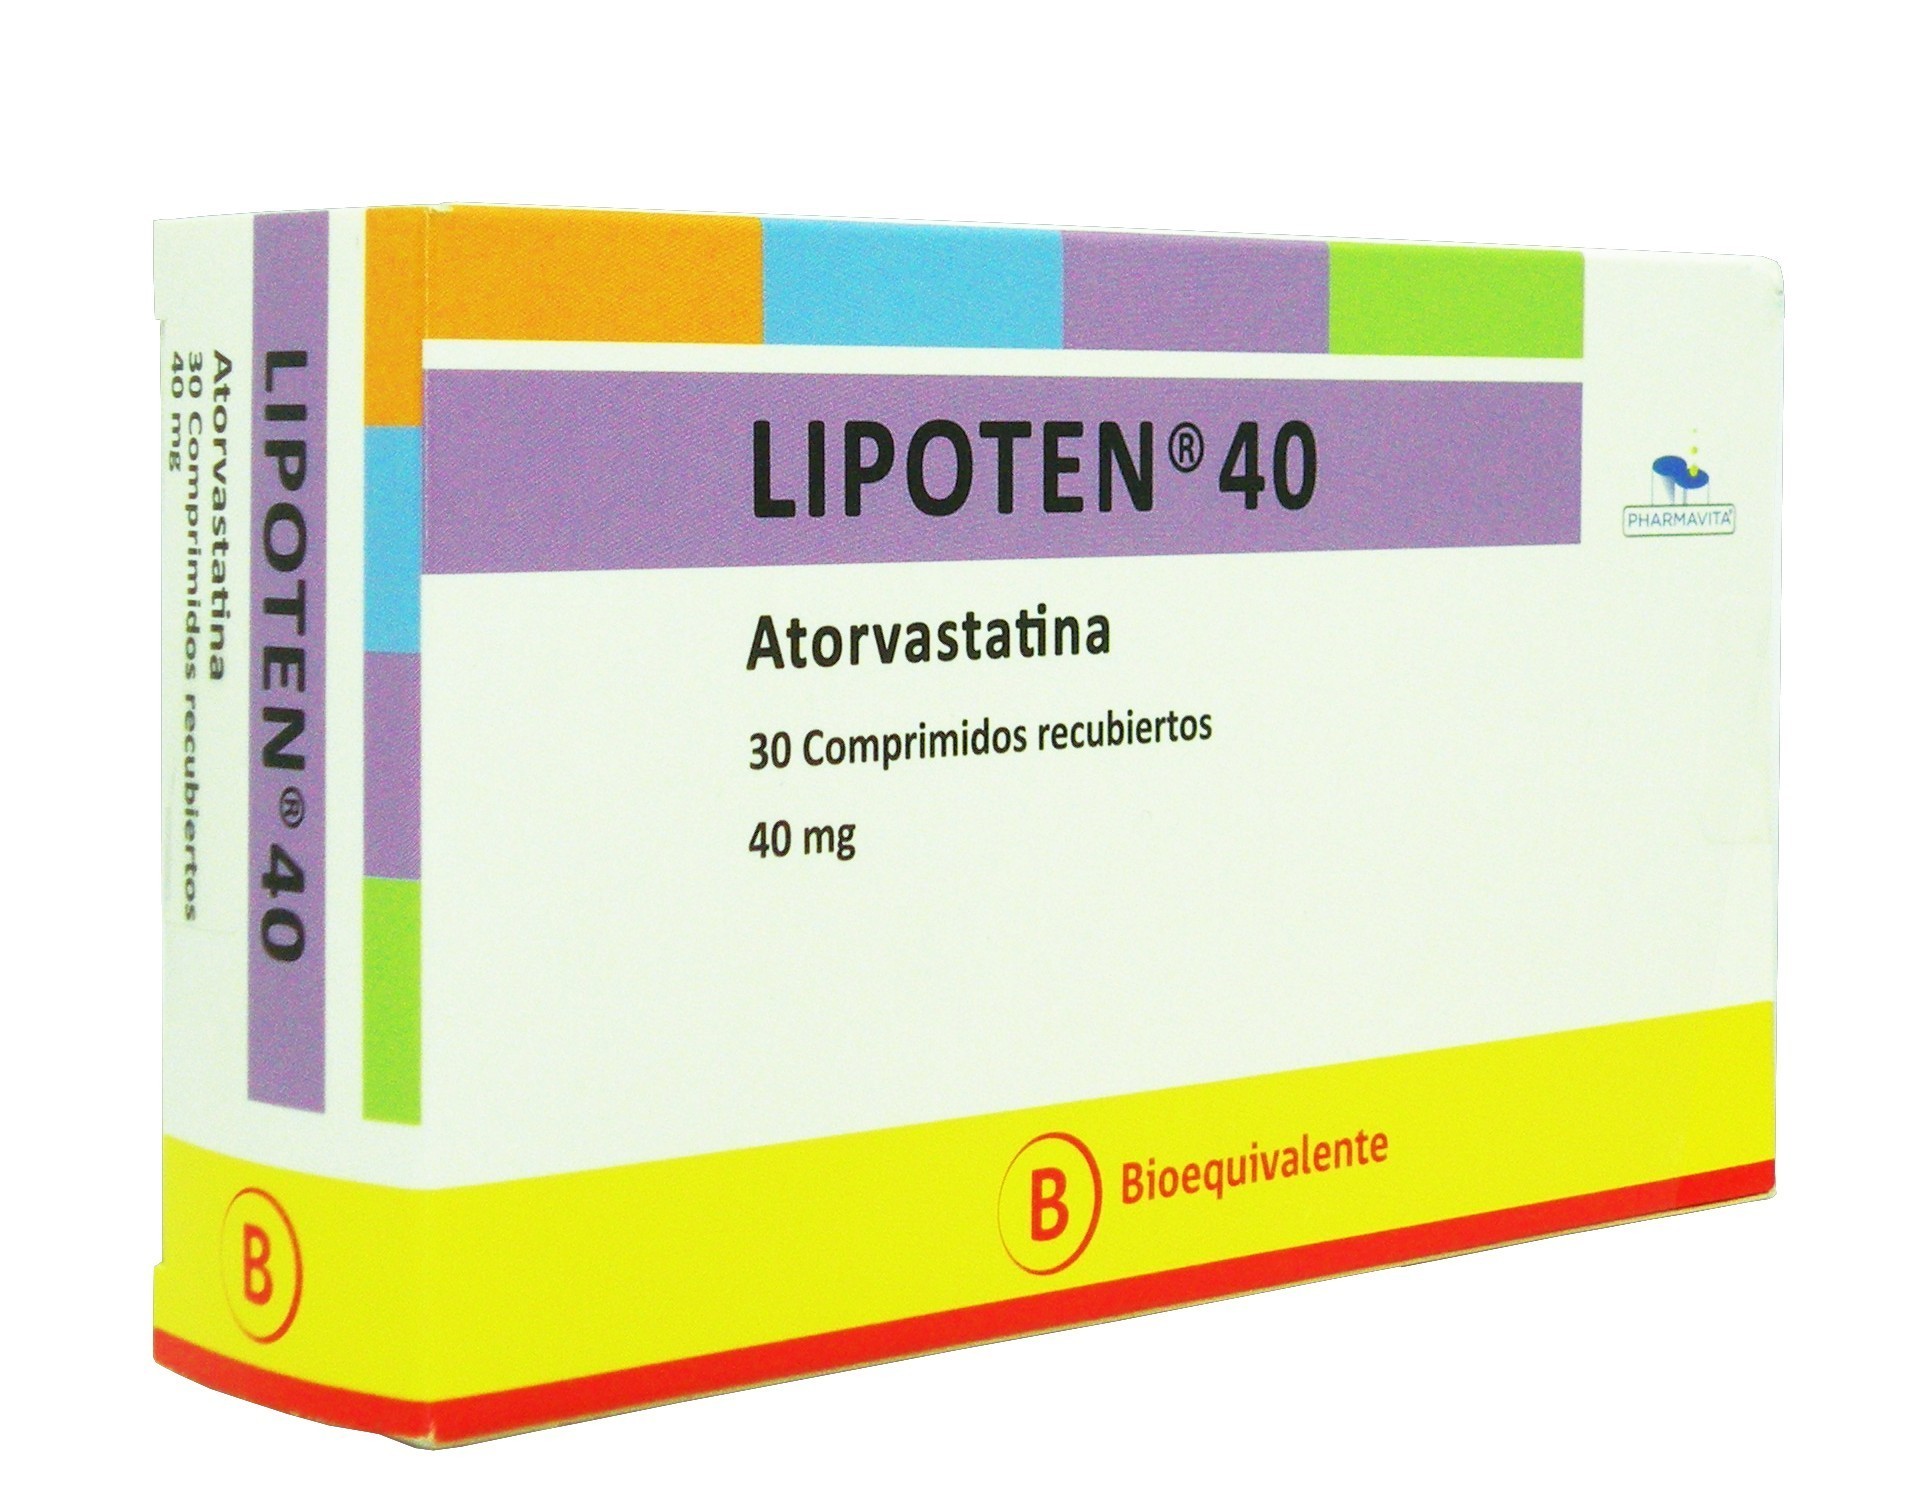 LIPOTEN® 40
Atorvastatina
30 Comprimidos recubiertos
40 mg
B
LIPOTEN® 40
PHARMAVITA®
Atorvastatina
30 Comprimidos recubiertos
40 mg
B Bioequivalente